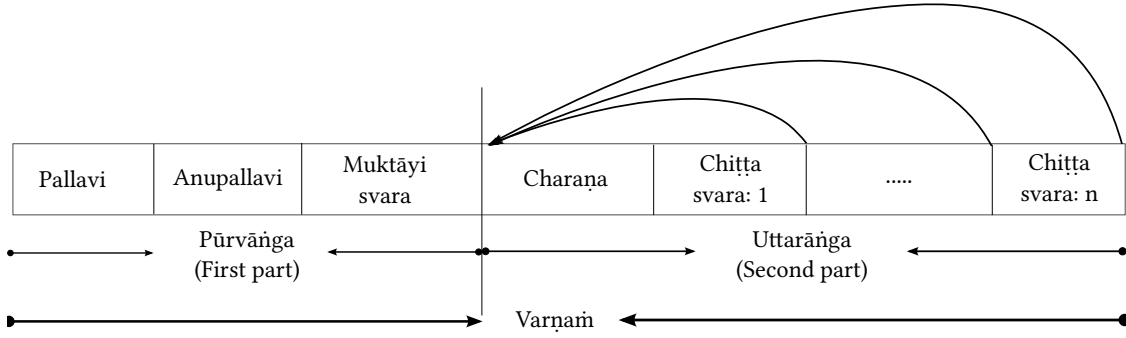 Pallavi
Anupallavi
Muktāyi
svara
Charaṇa
Chiṭṭa
svara: 1
.....
Chiṭṭa
svara: n
Pūrvāṅga
(First part)
Uttarāṅga
(Second part)
Varṇaṁ